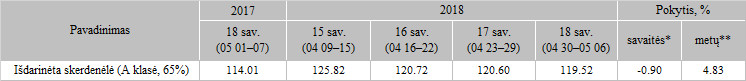 Pavadinimas 2017 2018 Pokytis, %
18 sav. (05 01–07) 15 sav. (04 09–15) 16 sav. (04 16–22) 17 sav. (04 23–29) 18 sav. (04 30–05 06) savaitės* metų**
Išdarinėta skerdenėlė (A klasė, 65%) 114.01 125.82 120.72 120.60 119.52 -0.90 4.83